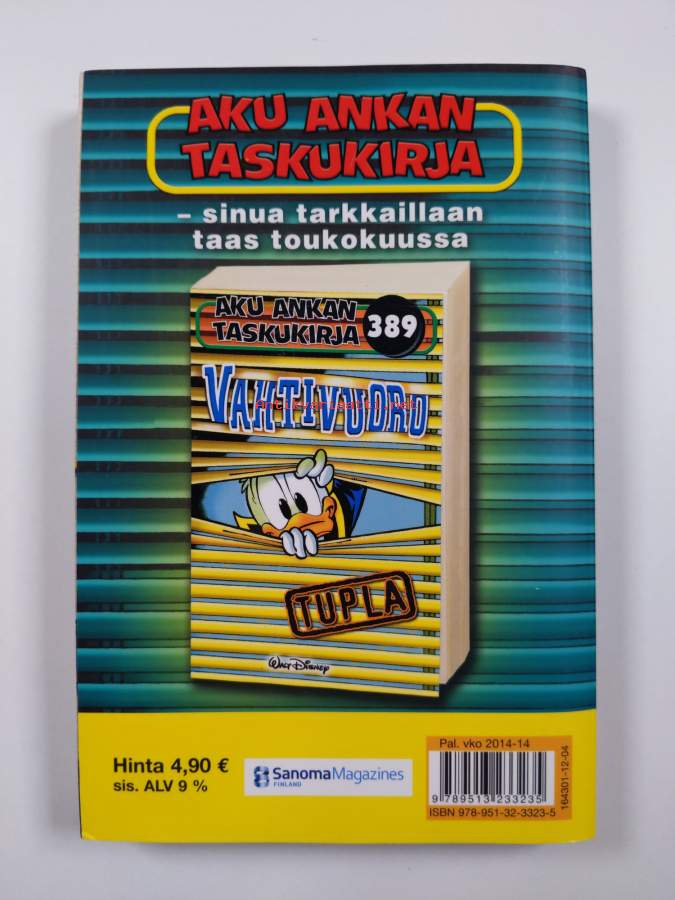 AKU ANKAN
TASKUKIRJA
– sinua tarkkaillaan
taas toukokuussa
AKU ANKAN
TASKUKIRJA
389
VAHTIVUORO
Antikvariaatti.net
TUPLA
Walt Disney
Hinta 4,90 €
sis. ALV 9 %
SanomaMagazines
FINLAND
Pal. vko 2014-14
9 789513 233235
ISBN 978-951-32-3323-5
164301-12-04